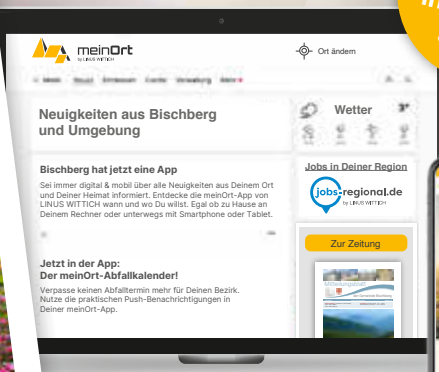 meinOrt
by LINUS WITTICH
Ort ändern
Neuigkeiten aus Bischberg
und Umgebung
Wetter
3°
Bischberg hat jetzt eine App
Sei immer digital & mobil über alle Neuigkeiten aus Deinem Ort
und Deiner Heimat informiert. Entdecke die meinOrt-App von
LINUS WITTICH wann und wo Du willst. Egal ob zu Hause an
Deinem Rechner oder unterwegs mit Smartphone oder Tablet.
Jobs in Deiner Region
jobs-regional.de
by LINUS WITTICH
Zur Zeitung
Mitteilungsblatt
der Gemeinde Bischberg
Jetzt in der App:
Der meinOrt-Abfallkalender!
Verpasse keinen Abfalltermin mehr für Deinen Bezirk.
Nutze die praktischen Push-Benachrichtigungen in
Deiner meinOrt-App.